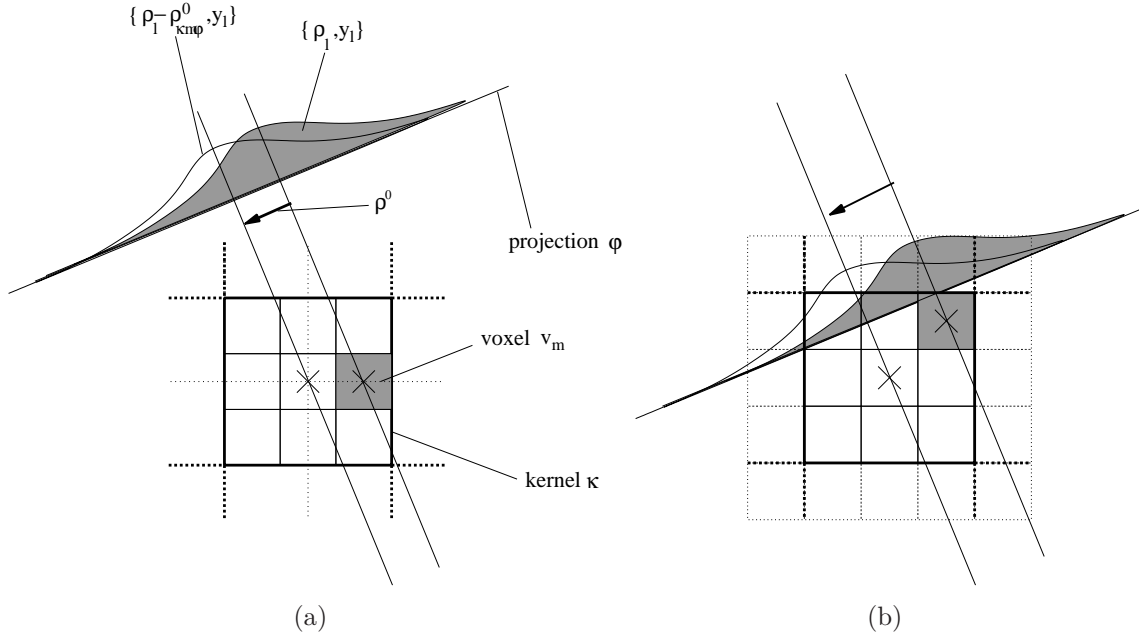 {ρl−ρ0κmφ,yl}
{ρl,yl}
ρ0
projection φ
voxel vm
kernel κ
(a)
(b)